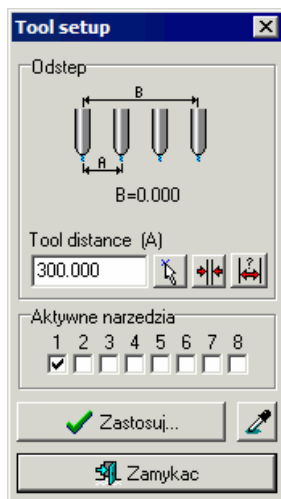 Tool setup
Odstep
B
A
B=0.000
Tool distance (A)
300.000
?
Aktywne narzedzia
1 2 3 4 5 6 7 8
Zastosuj...
Zamykac